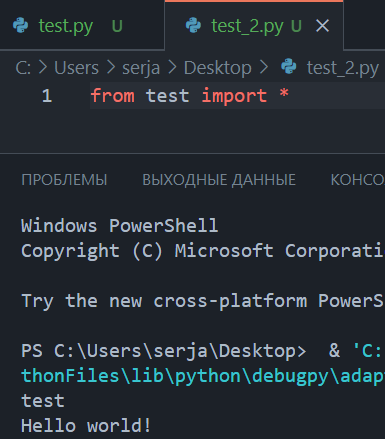 test.py U
test_2.py U
C: > Users > serja > Desktop > test_2.py
1 from test import *
ПРОБЛЕМЫ ВЫХОДНЫЕ ДАННЫЕ КОНСО
Windows PowerShell
Copyright (C) Microsoft Corporati
Try the new cross-platform PowerS
PS C:\Users\serja\Desktop> & 'C:
thonFiles\lib\python\debugpy\adap
test
Hello world!